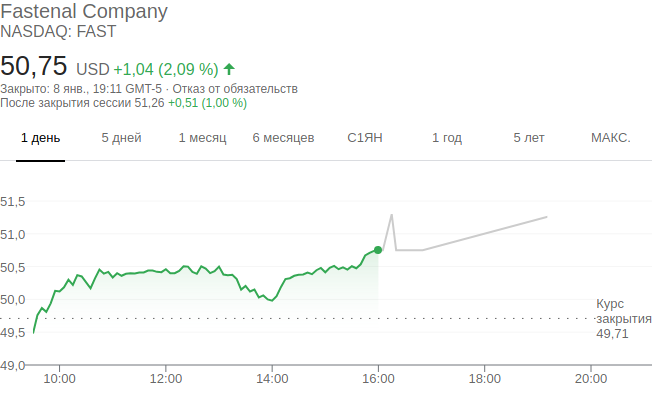 Fastenal Company
NASDAQ: FAST
50,75 USD +1,04 (2,09 %)
Закрыто: 8 янв., 19:11 GMT-5 · Отказ от обязательств
После закрытия сессии 51,26 +0,51 (1,00 %)
1 день 5 дней 1 месяц 6 месяцев С1ЯН 1 год 5 лет МАКС.
51,5
51,0
50,5
50,0
Курс
закрытия
49,71
49,5
49,0
10:00 12:00 14:00 16:00 18:00 20:00